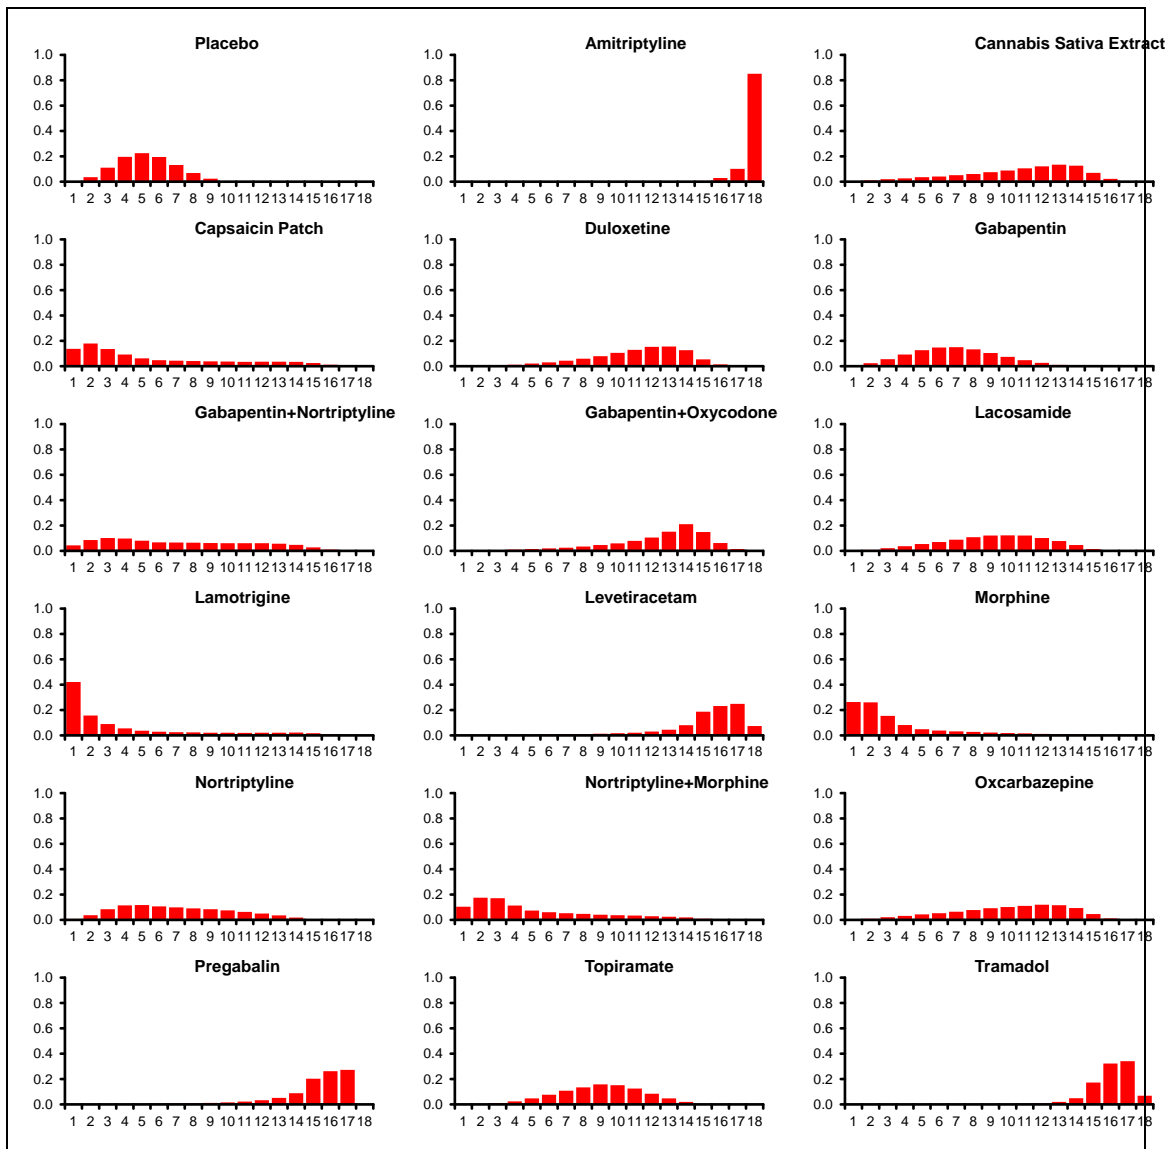 Placebo Amitriptyline Cannabis Sativa Extract
1.0 1.0 1.0
0.8 0.8 0.8
0.6 0.6 0.6
0.4 0.4 0.4
0.2 0.2 0.2
0.0 0.0 0.0
1 2 3 4 5 6 7 8 9 10 11 12 13 14 15 16 17 18 1 2 3 4 5 6 7 8 9 10 11 12 13 14 15 16 17 18 1 2 3 4 5 6 7 8 9 10 11 12 13 14 15 16 17 18
Capsaicin Patch Duloxetine Gabapentin
1.0 1.0 1.0
0.8 0.8 0.8
0.6 0.6 0.6
0.4 0.4 0.4
0.2 0.2 0.2
0.0 0.0 0.0
1 2 3 4 5 6 7 8 9 10 11 12 13 14 15 16 17 18 1 2 3 4 5 6 7 8 9 10 11 12 13 14 15 16 17 18 1 2 3 4 5 6 7 8 9 10 11 12 13 14 15 16 17 18
Gabapentin+Nortriptyline Gabapentin+Oxycodone Lacosamide
1.0 1.0 1.0
0.8 0.8 0.8
0.6 0.6 0.6
0.4 0.4 0.4
0.2 0.2 0.2
0.0 0.0 0.0
1 2 3 4 5 6 7 8 9 10 11 12 13 14 15 16 17 18 1 2 3 4 5 6 7 8 9 10 11 12 13 14 15 16 17 18 1 2 3 4 5 6 7 8 9 10 11 12 13 14 15 16 17 18
Lamotrigine Levetiracetam Morphine
1.0 1.0 1.0
0.8 0.8 0.8
0.6 0.6 0.6
0.4 0.4 0.4
0.2 0.2 0.2
0.0 0.0 0.0
1 2 3 4 5 6 7 8 9 10 11 12 13 14 15 16 17 18 1 2 3 4 5 6 7 8 9 10 11 12 13 14 15 16 17 18 1 2 3 4 5 6 7 8 9 10 11 12 13 14 15 16 17 18
Nortriptyline Nortriptyline+Morphine Oxcarbazepine
1.0 1.0 1.0
0.8 0.8 0.8
0.6 0.6 0.6
0.4 0.4 0.4
0.2 0.2 0.2
0.0 0.0 0.0
1 2 3 4 5 6 7 8 9 10 11 12 13 14 15 16 17 18 1 2 3 4 5 6 7 8 9 10 11 12 13 14 15 16 17 18 1 2 3 4 5 6 7 8 9 10 11 12 13 14 15 16 17 18
Pregabalin Topiramate Tramadol
1.0 1.0 1.0
0.8 0.8 0.8
0.6 0.6 0.6
0.4 0.4 0.4
0.2 0.2 0.2
0.0 0.0 0.0
1 2 3 4 5 6 7 8 9 10 11 12 13 14 15 16 17 18 1 2 3 4 5 6 7 8 9 10 11 12 13 14 15 16 17 18 1 2 3 4 5 6 7 8 9 10 11 12 13 14 15 16 17 18